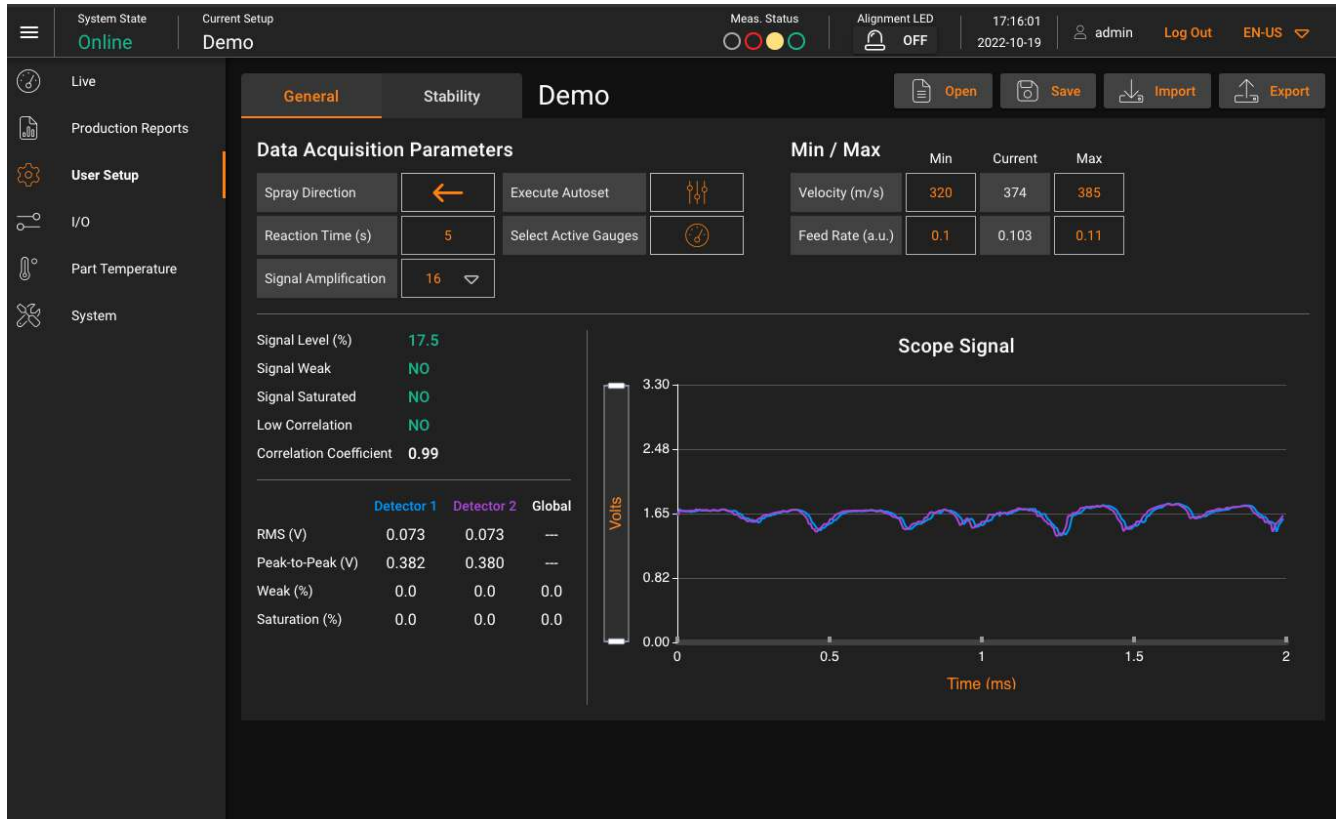 System State
Online
Current Setup
Demo
Meas. Status
Alignment LED
OFF
17:16:01
2022-10-19
admin
Log Out
EN-US
Live
Production Reports
User Setup
I/O
Part Temperature
System
General
Stability
Demo
Open
Save
Import
Export
Data Acquisition Parameters
Spray Direction
Execute Autoset
Reaction Time (s) 5
Select Active Gauges
Signal Amplification 16
Min / Max
Min Current Max
Velocity (m/s) 320 374 385
Feed Rate (a.u.) 0.1 0.103 0.11
Signal Level (%) 17.5
Signal Weak NO
Signal Saturated NO
Low Correlation NO
Correlation Coefficient 0.99
Detector 1 Detector 2 Global
RMS (V) 0.073 0.073 ---
Peak-to-Peak (V) 0.382 0.380 ---
Weak (%) 0.0 0.0 0.0
Saturation (%) 0.0 0.0 0.0
Scope Signal
Volts
3.30
2.48
1.65
0.82
0.00
0 0.5 1 1.5 2
Time (ms)